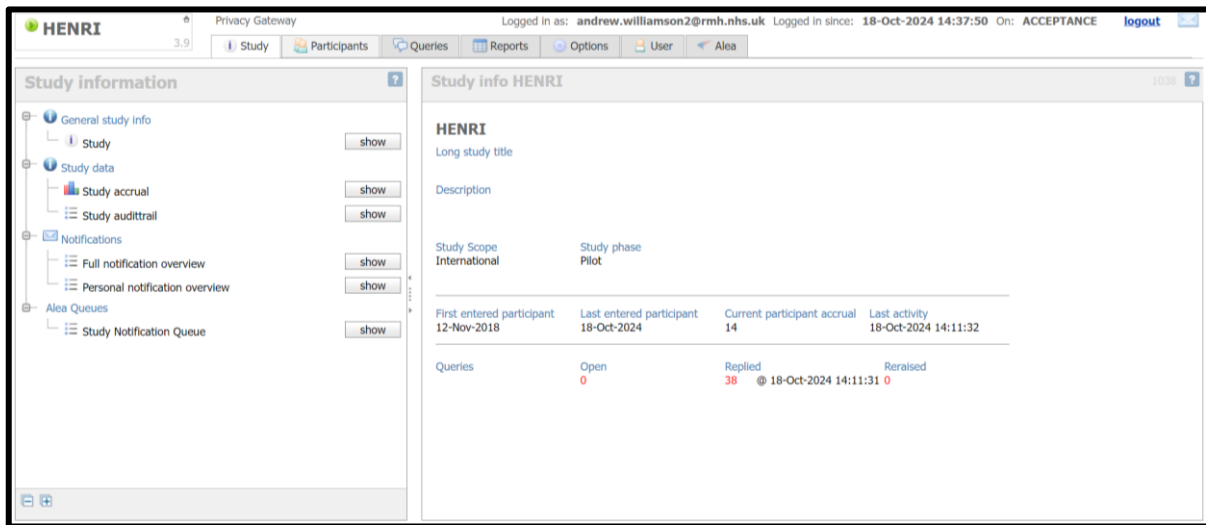 HENRI
3.9
Privacy Gateway
Logged in as: andrew.williamson2@rmh.nhs.uk Logged in since: 18-Oct-2024 14:37:50 On: ACCEPTANCE logout
Study Participants Queries Reports Options User Alea
Study information
General study info
Study show
Study data
Study accrual show
Study audittrail show
Notifications
Full notification overview show
Personal notification overview show
Alea Queues
Study Notification Queue show
Study info HENRI 1038
HENRI
Long study title
Description
Study Scope Study phase
International Pilot
First entered participant Last entered participant Current participant accrual Last activity
12-Nov-2018 18-Oct-2024 14 18-Oct-2024 14:11:32
Queries Open Replied Reraised
0 38 @ 18-Oct-2024 14:11:31 0